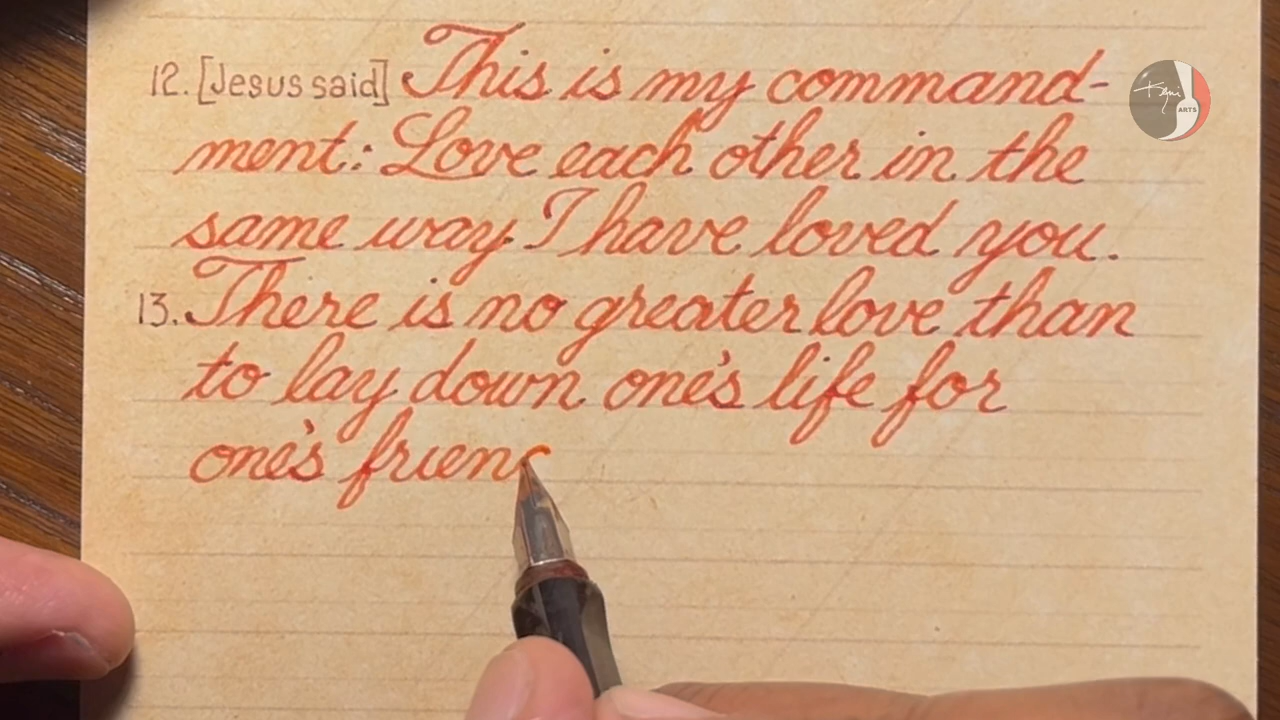 12. [Jesus said] This is my command-
ment: Love each other in the
same way I have loved you.
13. There is no greater love than
to lay down one's life for
one's frien
ARTS